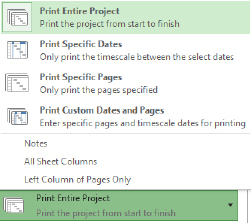 Print Entire Project
Print the project from start to finish
Print Specific Dates
Only print the timescale between the select dates
Print Specific Pages
Only print the pages specified
Print Custom Dates and Pages
Enter specific pages and timescale dates for printing
Notes
All Sheet Columns
Left Column of Pages Only
Print Entire Project
Print the project from start to finish